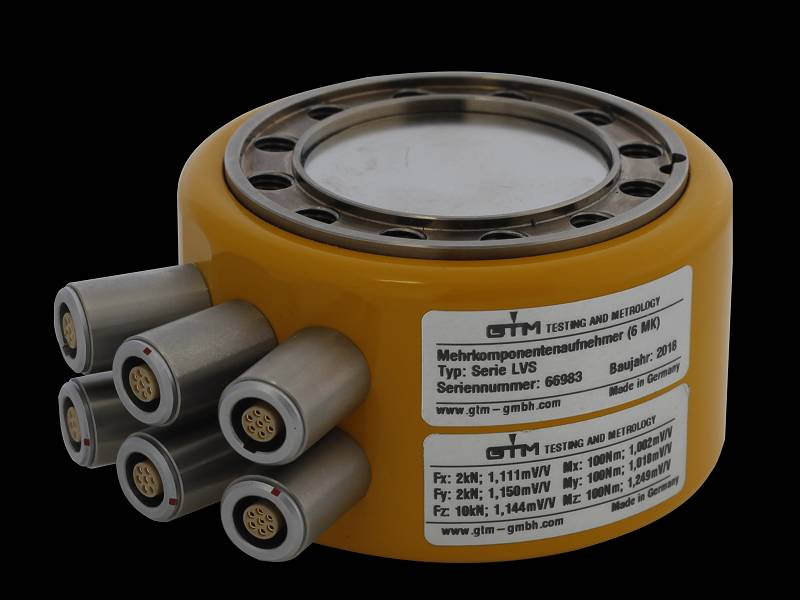 GTM TESTING AND METROLOGY
Mehrkomponentenaufnehmer (6 MK)
Typ: Serie LVS
Baujahr: 2018
Seriennummer: 66983
Made in Germany
www.gtm-gmbh.com
GTM TESTING AND METROLOGY
Fx: 2kN; 1,111mV/V Mx: 100Nm; 1,002mV/V
Fy: 2kN; 1,150mV/V My: 100Nm; 1,018mV/V
Fz: 10kN; 1,144mV/V Mz: 100Nm; 1,249mV/V
Made in Germany
www.gtm-gmbh.com